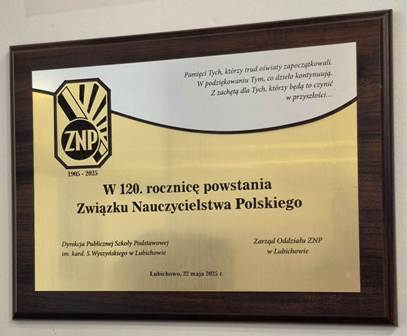 Pamięci Tych, którzy trud oświaty zapoczątkowali.
W podziękowaniu Tym, co dzieło kontynuują.
Z zachętą dla Tych, którzy będą to czynić
w przyszłości....
ZNP
1905 - 2025
W 120. rocznicę powstania
Związku Nauczycielstwa Polskiego
Dyrekcja Publicznej Szkoły Podstawowej
im. kard. S.Wyszyńskiego w Lubichowie
Zarząd Oddziału ZNP
w Lubichowie
Lubichowo, 22 maja 2025 r.